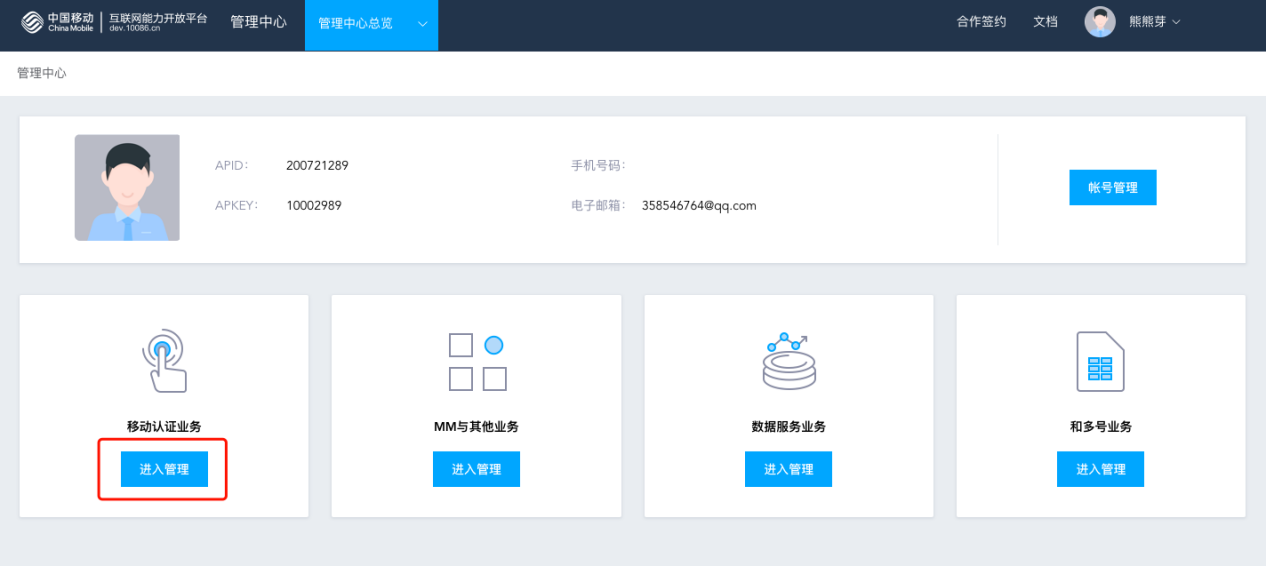 中国移动 China Mobile 互联网能力开放平台 dev.10086.cn 管理中心 管理中心总览 合作签约 文档 熊熊芽
管理中心
APID： 200721289 手机号码：
APKEY： 10002989 电子邮箱： 358546764@qq.com
帐号管理
移动认证业务 MM与其他业务 数据服务业务 和多号业务
进入管理 进入管理 进入管理 进入管理